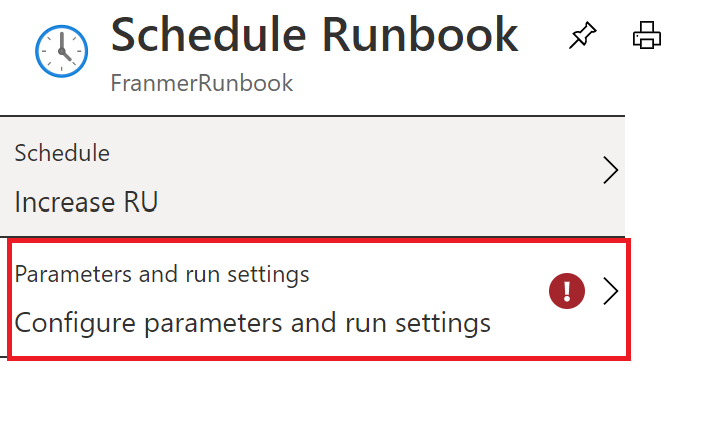 Schedule Runbook
FranmerRunbook
Schedule
Increase RU
Parameters and run settings
Configure parameters and run settings